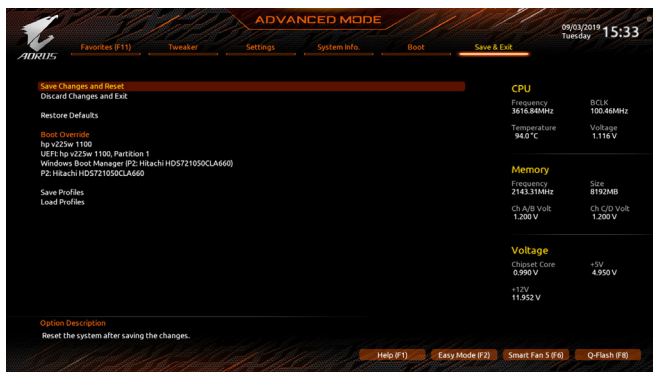 ADVANCED MODE
09/03/2019 Tuesday 15:33
AORUS
Favorites (F11) Tweaker Settings System Info. Boot Save & Exit
Save Changes and Reset
Discard Changes and Exit
Restore Defaults
Boot Override
hp v225w 1100
UEFI: hp v225w 1100, Partition 1
Windows Boot Manager (P2: Hitachi HDS721050CLA660)
P2: Hitachi HDS721050CLA660
Save Profiles
Load Profiles
CPU
Frequency BCLK
3616.84MHz 100.46MHz
Temperature Voltage
94.0 °C 1.116 V
Memory
Frequency Size
2143.31MHz 8192MB
Ch A/B Volt Ch C/D Volt
1.200 V 1.200 V
Voltage
Chipset Core +5V
0.990 V 4.950 V
+12V
11.952 V
Option Description
Reset the system after saving the changes.
Help (F1) Easy Mode (F2) Smart Fan 5 (F6) Q-Flash (F8)